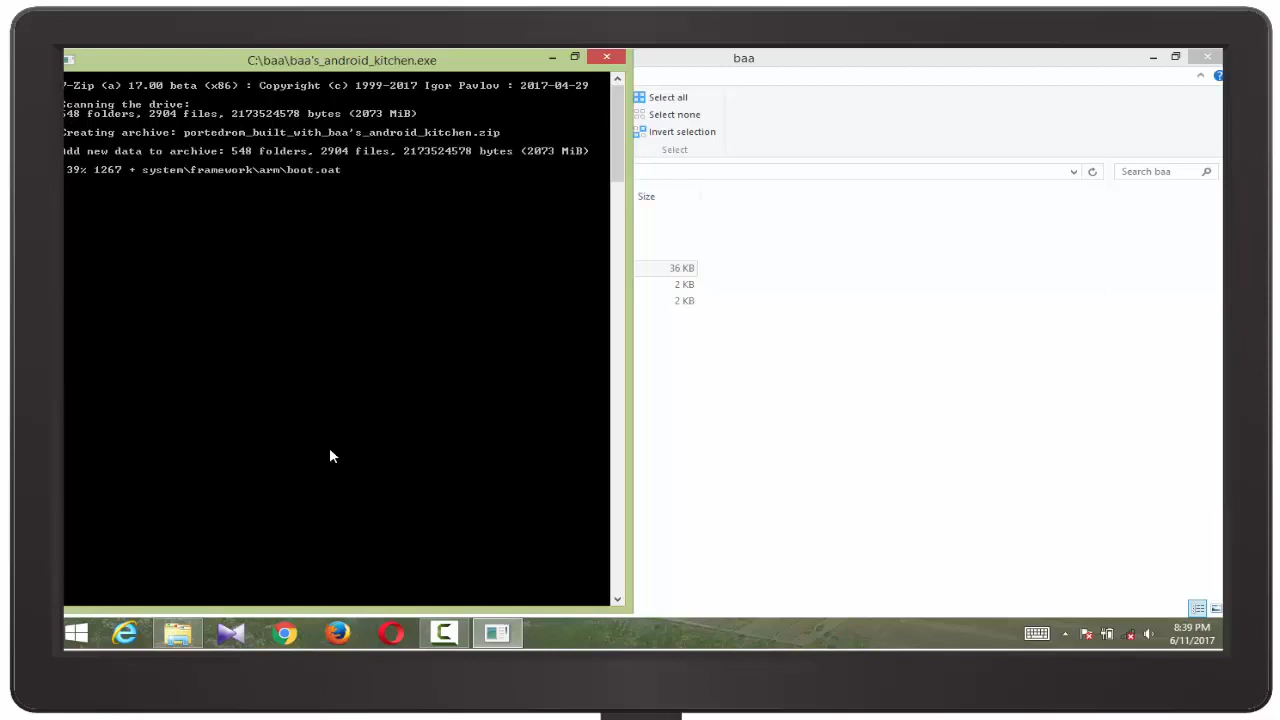 C:\baa\baa's_android_kitchen.exe
7-Zip (a) 17.00 beta (x86) : Copyright (c) 1999-2017 Igor Pavlov : 2017-04-29
Scanning the drive:
548 folders, 2904 files, 2173524578 bytes (2073 MiB)
Creating archive: portedrom_built_with_baa's_android_kitchen.zip
Add new data to archive: 548 folders, 2904 files, 2173524578 bytes (2073 MiB)
39% 1267 + system\framework\arm\boot.oat
baa
Select all
Select none
Invert selection
Select
Search baa
Size
36 KB
2 KB
2 KB
8:39 PM
6/11/2017